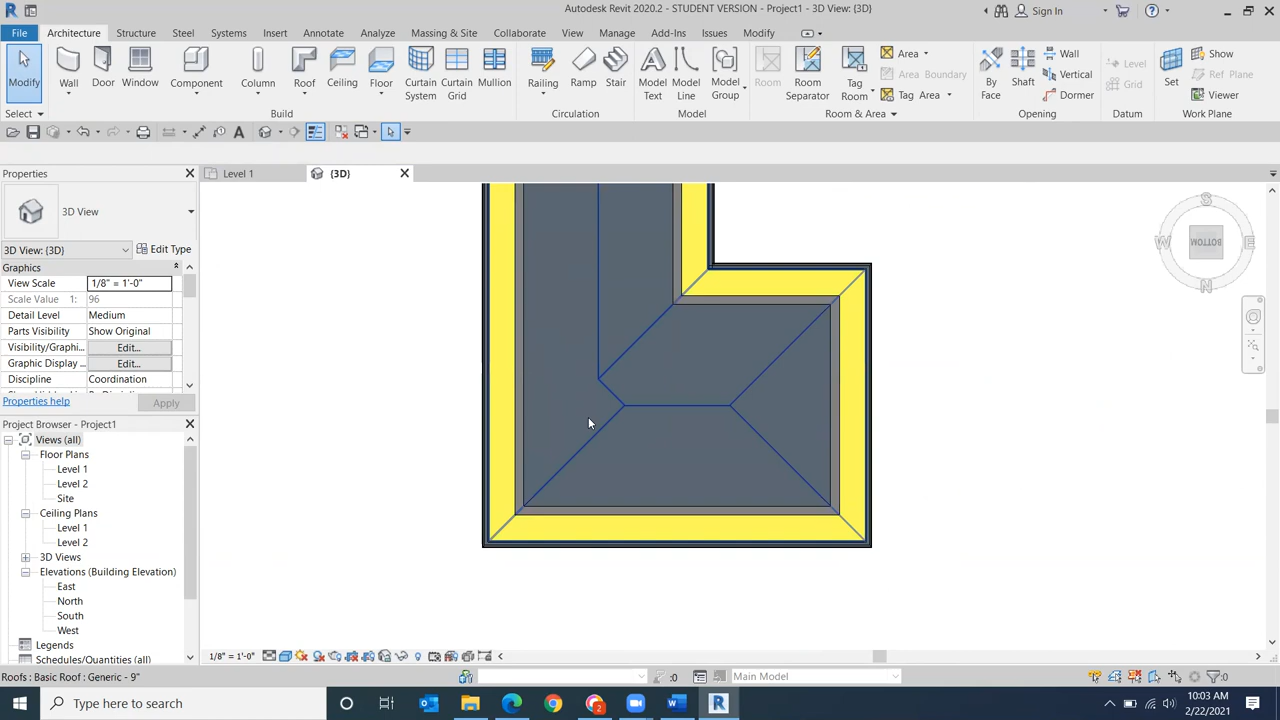 Autodesk Revit 2020.2 - STUDENT VERSION - Project1 - 3D View: {3D}
Sign In
File Architecture Structure Steel Systems Insert Annotate Analyze Massing & Site Collaborate View Manage Add-Ins Issues Modify
Modify Wall Door Window Component Column Roof Ceiling Floor Curtain System Curtain Grid Mullion Railing Ramp Stair Model Text Model Line Model Group Room Room Separator Tag Room Area Area Boundary Tag Area By Face Shaft Wall Vertical Dormer Level Grid Set Show Ref Plane Viewer
Select Build Circulation Model Room & Area Opening Datum Work Plane
Properties
Level 1
{3D}
3D View
3D View: {3D} Edit Type
Graphics
View Scale 1/8" = 1'-0"
Scale Value 1: 96
Detail Level Medium
Parts Visibility Show Original
Visibility/Graphi... Edit...
Graphic Display ... Edit...
Discipline Coordination
Properties help Apply
Project Browser - Project1
Views (all)
Floor Plans
Level 1
Level 2
Site
Ceiling Plans
Level 1
Level 2
3D Views
Elevations (Building Elevation)
East
North
South
West
Legends
Schedules/Quantities (all)
S
W BOTTOM E
N
1/8" = 1'-0"
Roofs : Basic Roof : Generic - 9"
:0
Main Model
:0
Type here to search
2
10:03 AM
2/22/2021